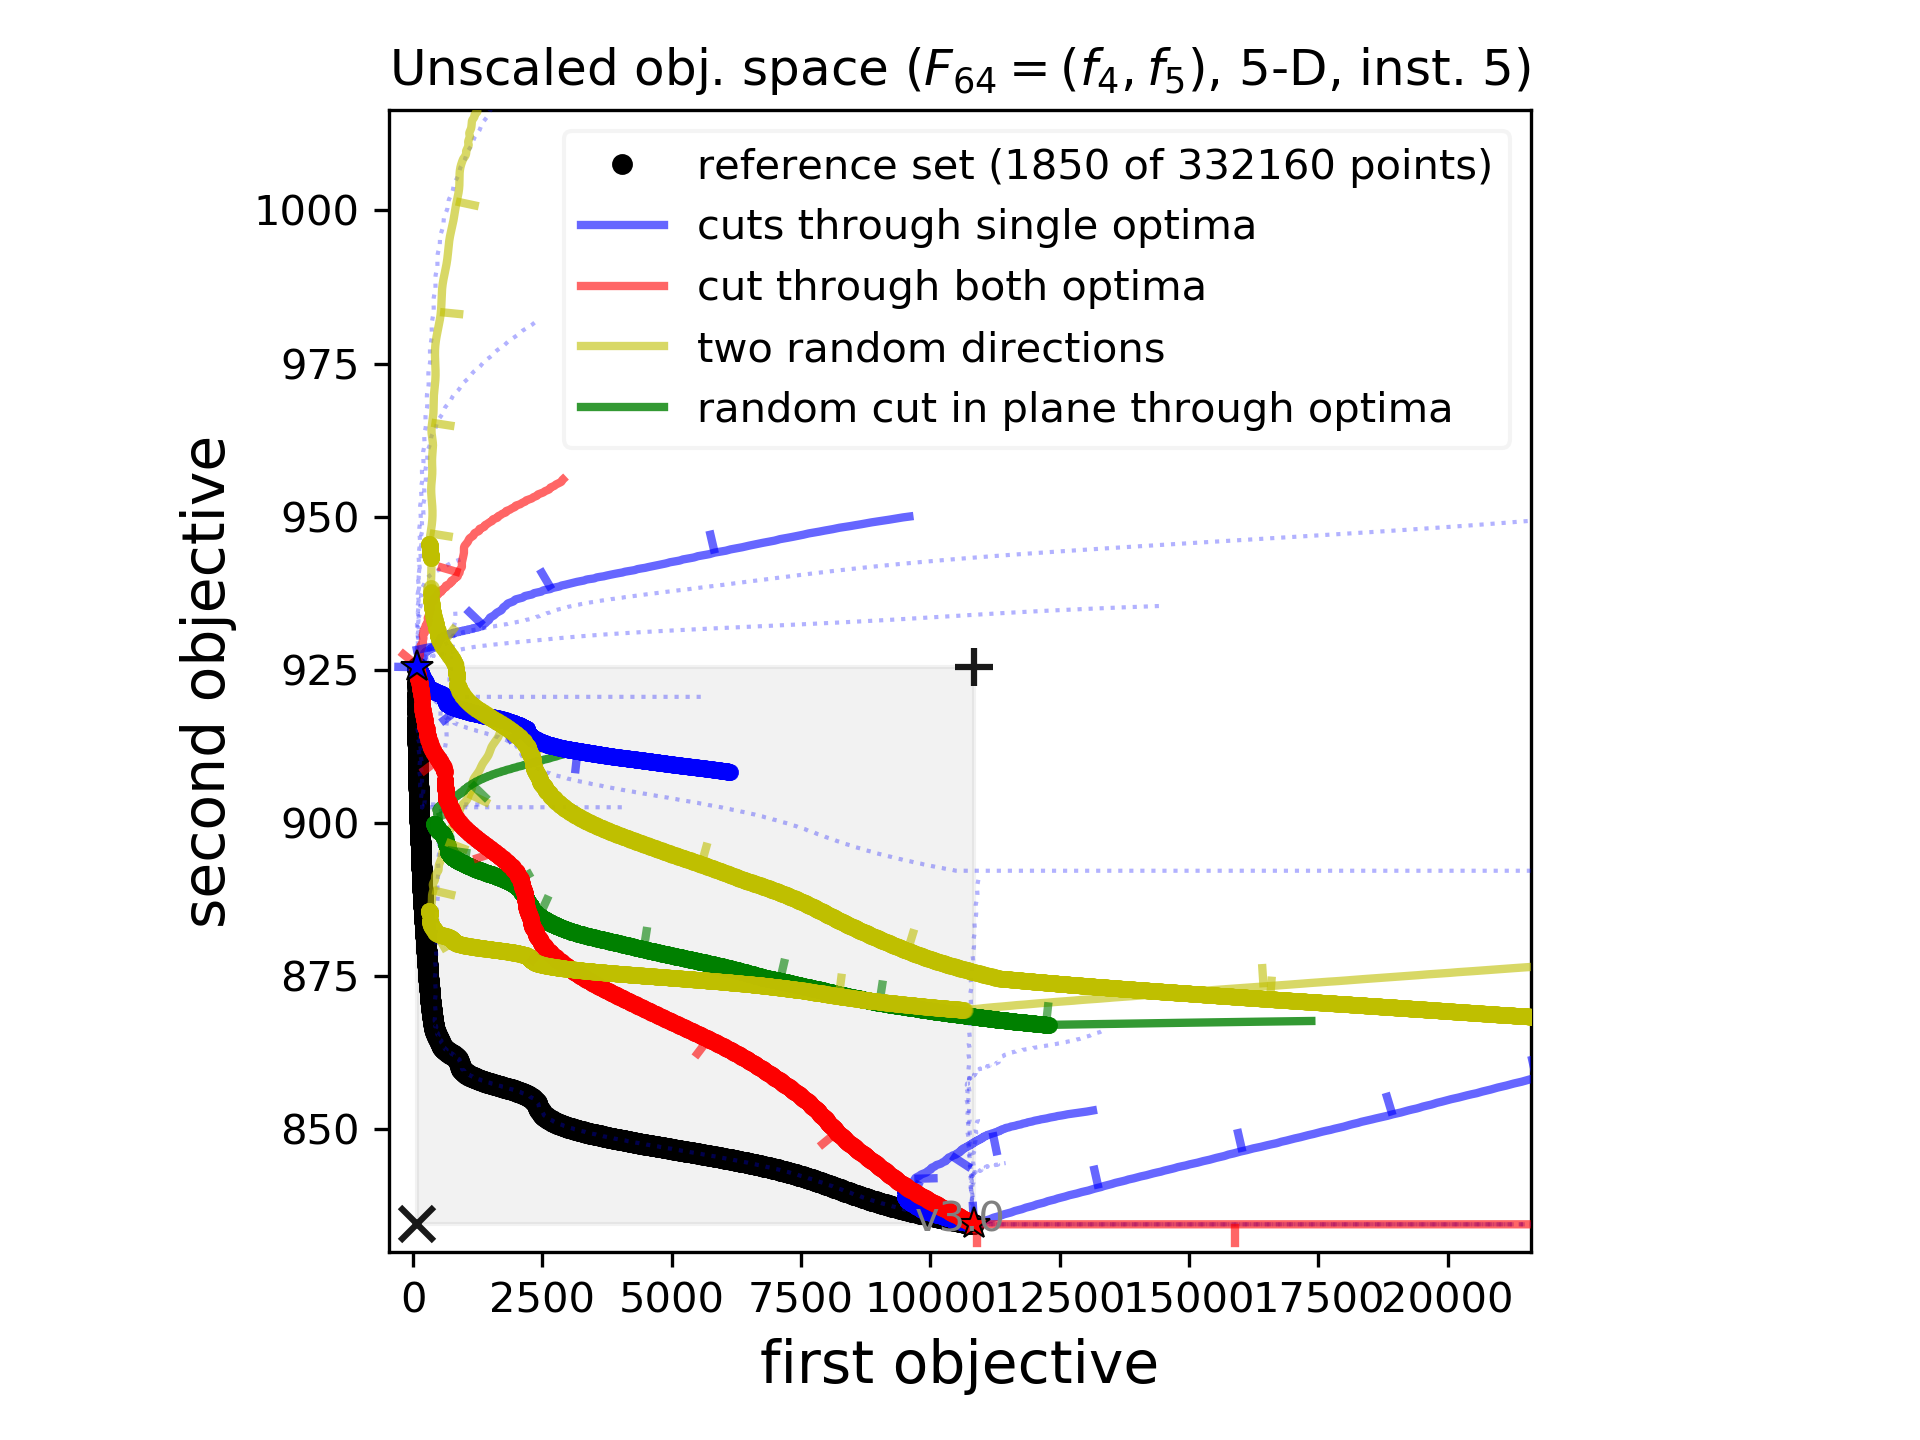 Unscaled obj. space (F64 = (f4, f5), 5-D, inst. 5)
reference set (1850 of 332160 points)
cuts through single optima
cut through both optima
two random directions
random cut in plane through optima
second objective
1000
975
950
925
900
875
850
v3.0
0 2500 5000 7500 10000 12500 15000 17500 20000
first objective